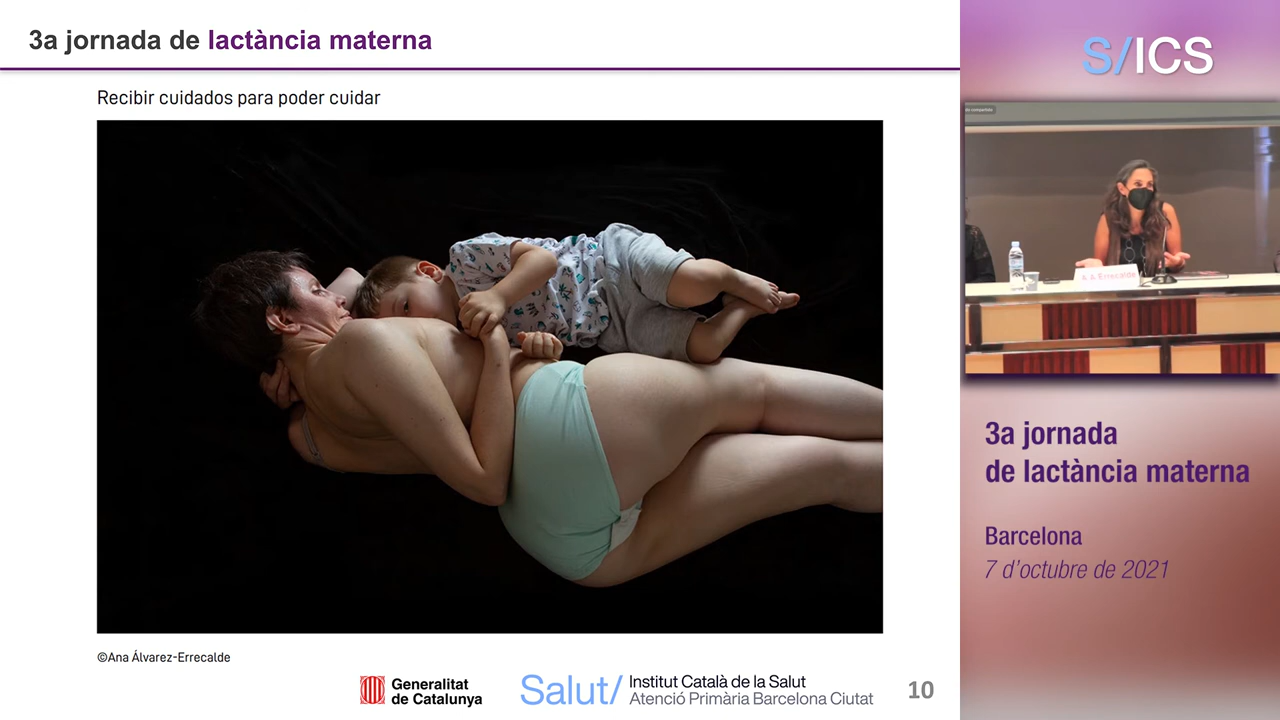 3a jornada de lactància materna
Recibir cuidados para poder cuidar
©Ana Álvarez-Errecalde
Generalitat
de Catalunya
Salut/
Institut Català de la Salut
Atenció Primària Barcelona Ciutat
10
S/ICS
A. A. Errecalde
3a jornada
de lactància materna
Barcelona
7 d'octubre de 2021